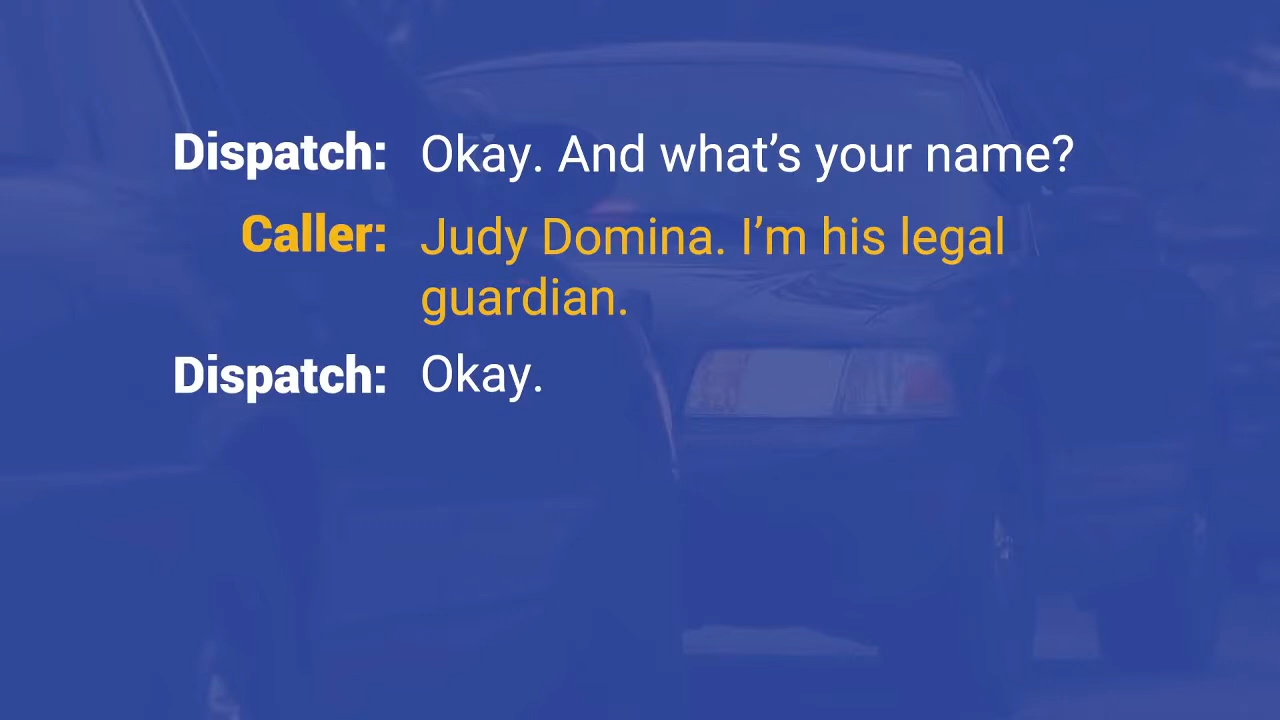 Dispatch: Okay. And what’s your name?
Caller: Judy Domina. I’m his legal
guardian.
Dispatch: Okay.